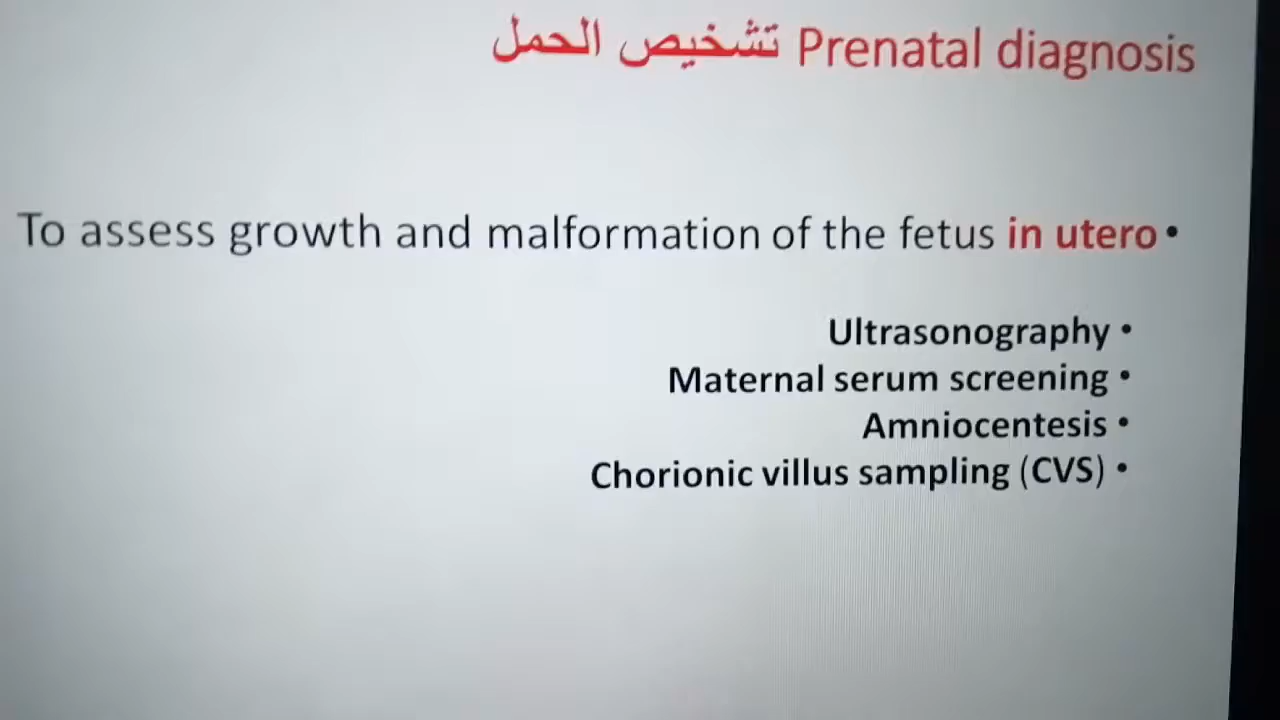 تشخيص الحمل Prenatal diagnosis
To assess growth and malformation of the fetus in utero •
Ultrasonography •
Maternal serum screening •
Amniocentesis •
Chorionic villus sampling (CVS) •